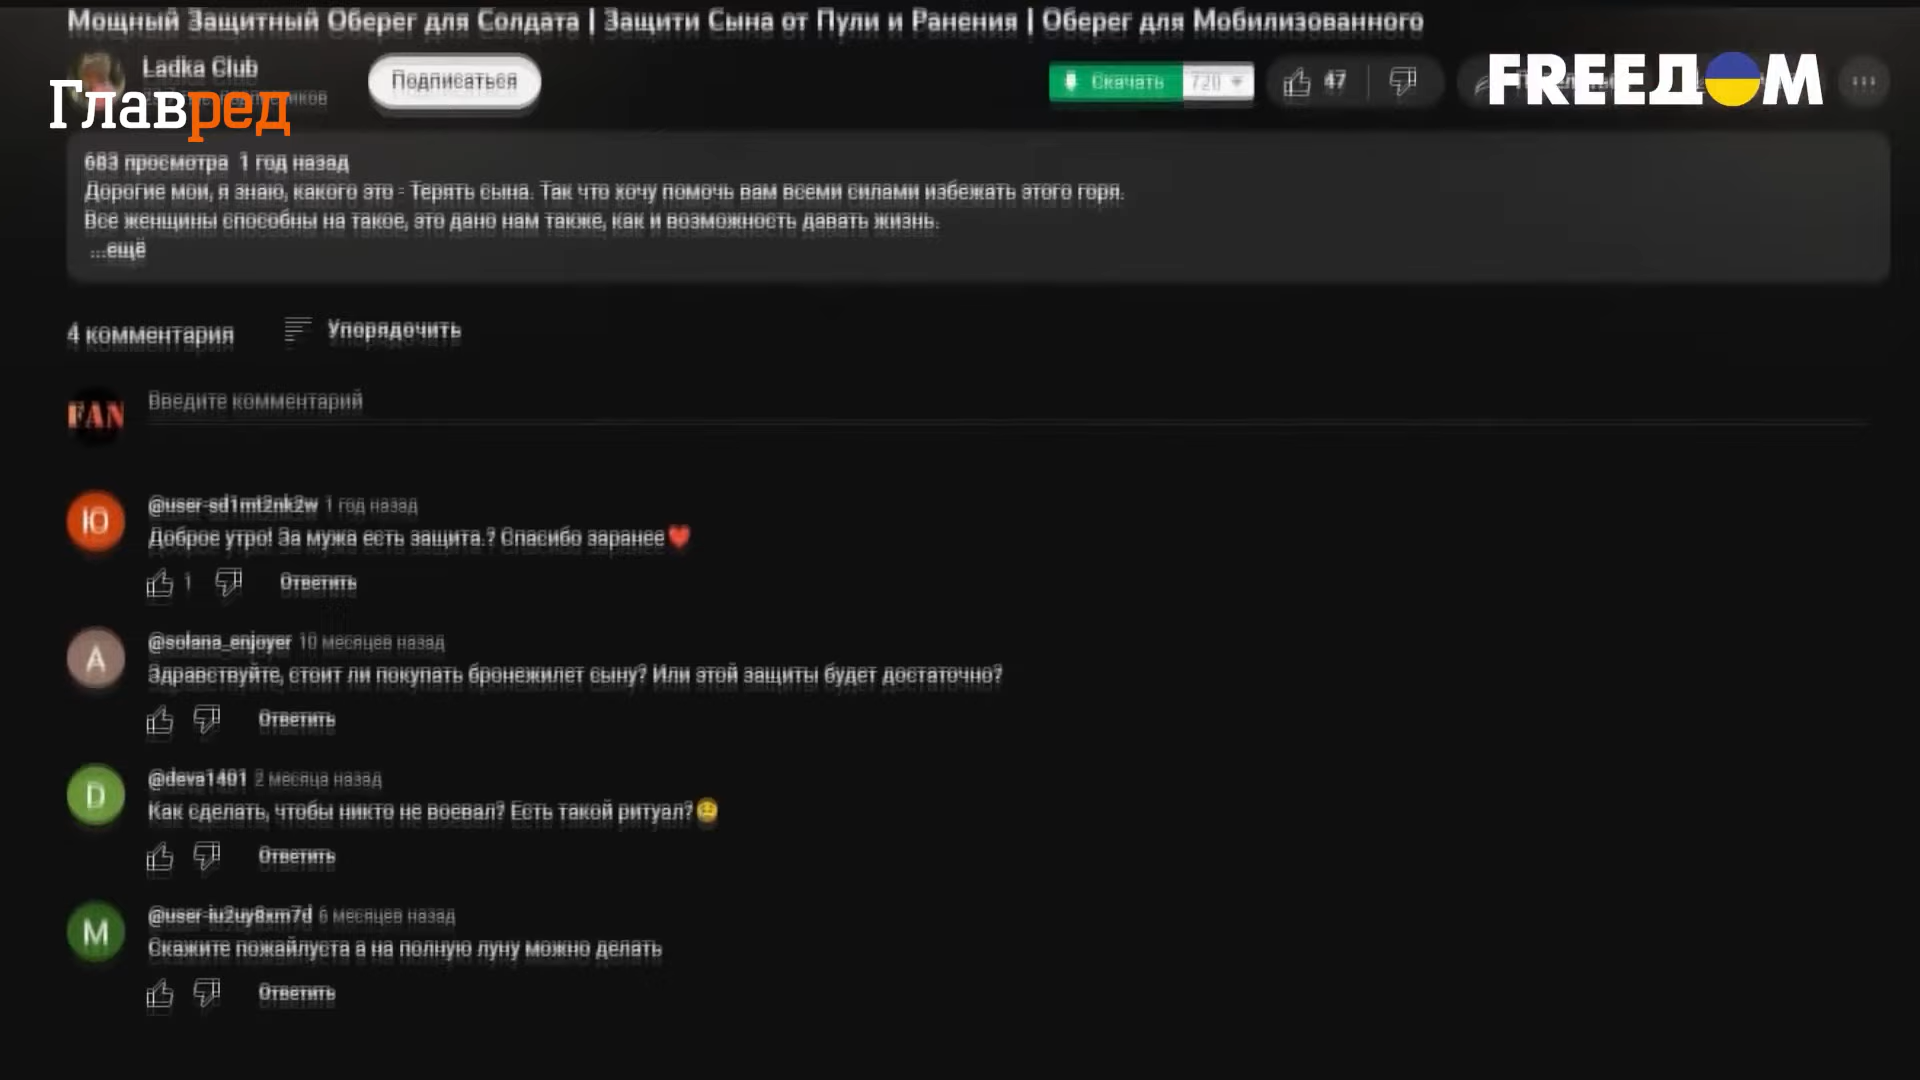 Мощный Защитный Оберег для Солдата | Защити Сына от Пули и Ранения | Оберег для Мобилизованного
Ladka Club
Подписаться
Скачать 720
47
Главред
FREEДОМ
683 просмотра 1 год назад
Дорогие мои, я знаю, какого это - Терять сына. Так что хочу помочь вам всеми силами избежать этого горя.
Все женщины способны на такое, это дано нам также, как и возможность давать жизнь.
...ещё
4 комментария
Упорядочить
FAN
Введите комментарий
Ю
@user-sd1mt2nk2w 1 год назад
Доброе утро! За мужа есть защита.? Спасибо заранее❤️
1
Ответить
A
@solana_enjoyer 10 месяцев назад
Здравствуйте, стоит ли покупать бронежилет сыну? Или этой защиты будет достаточно?
Ответить
D
@deva1401 2 месяца назад
Как сделать, чтобы никто не воевал? Есть такой ритуал?
Ответить
M
@user-iu2uy8xm7d 6 месяцев назад
Скажите пожайлуста а на полную луну можно делать
Ответить